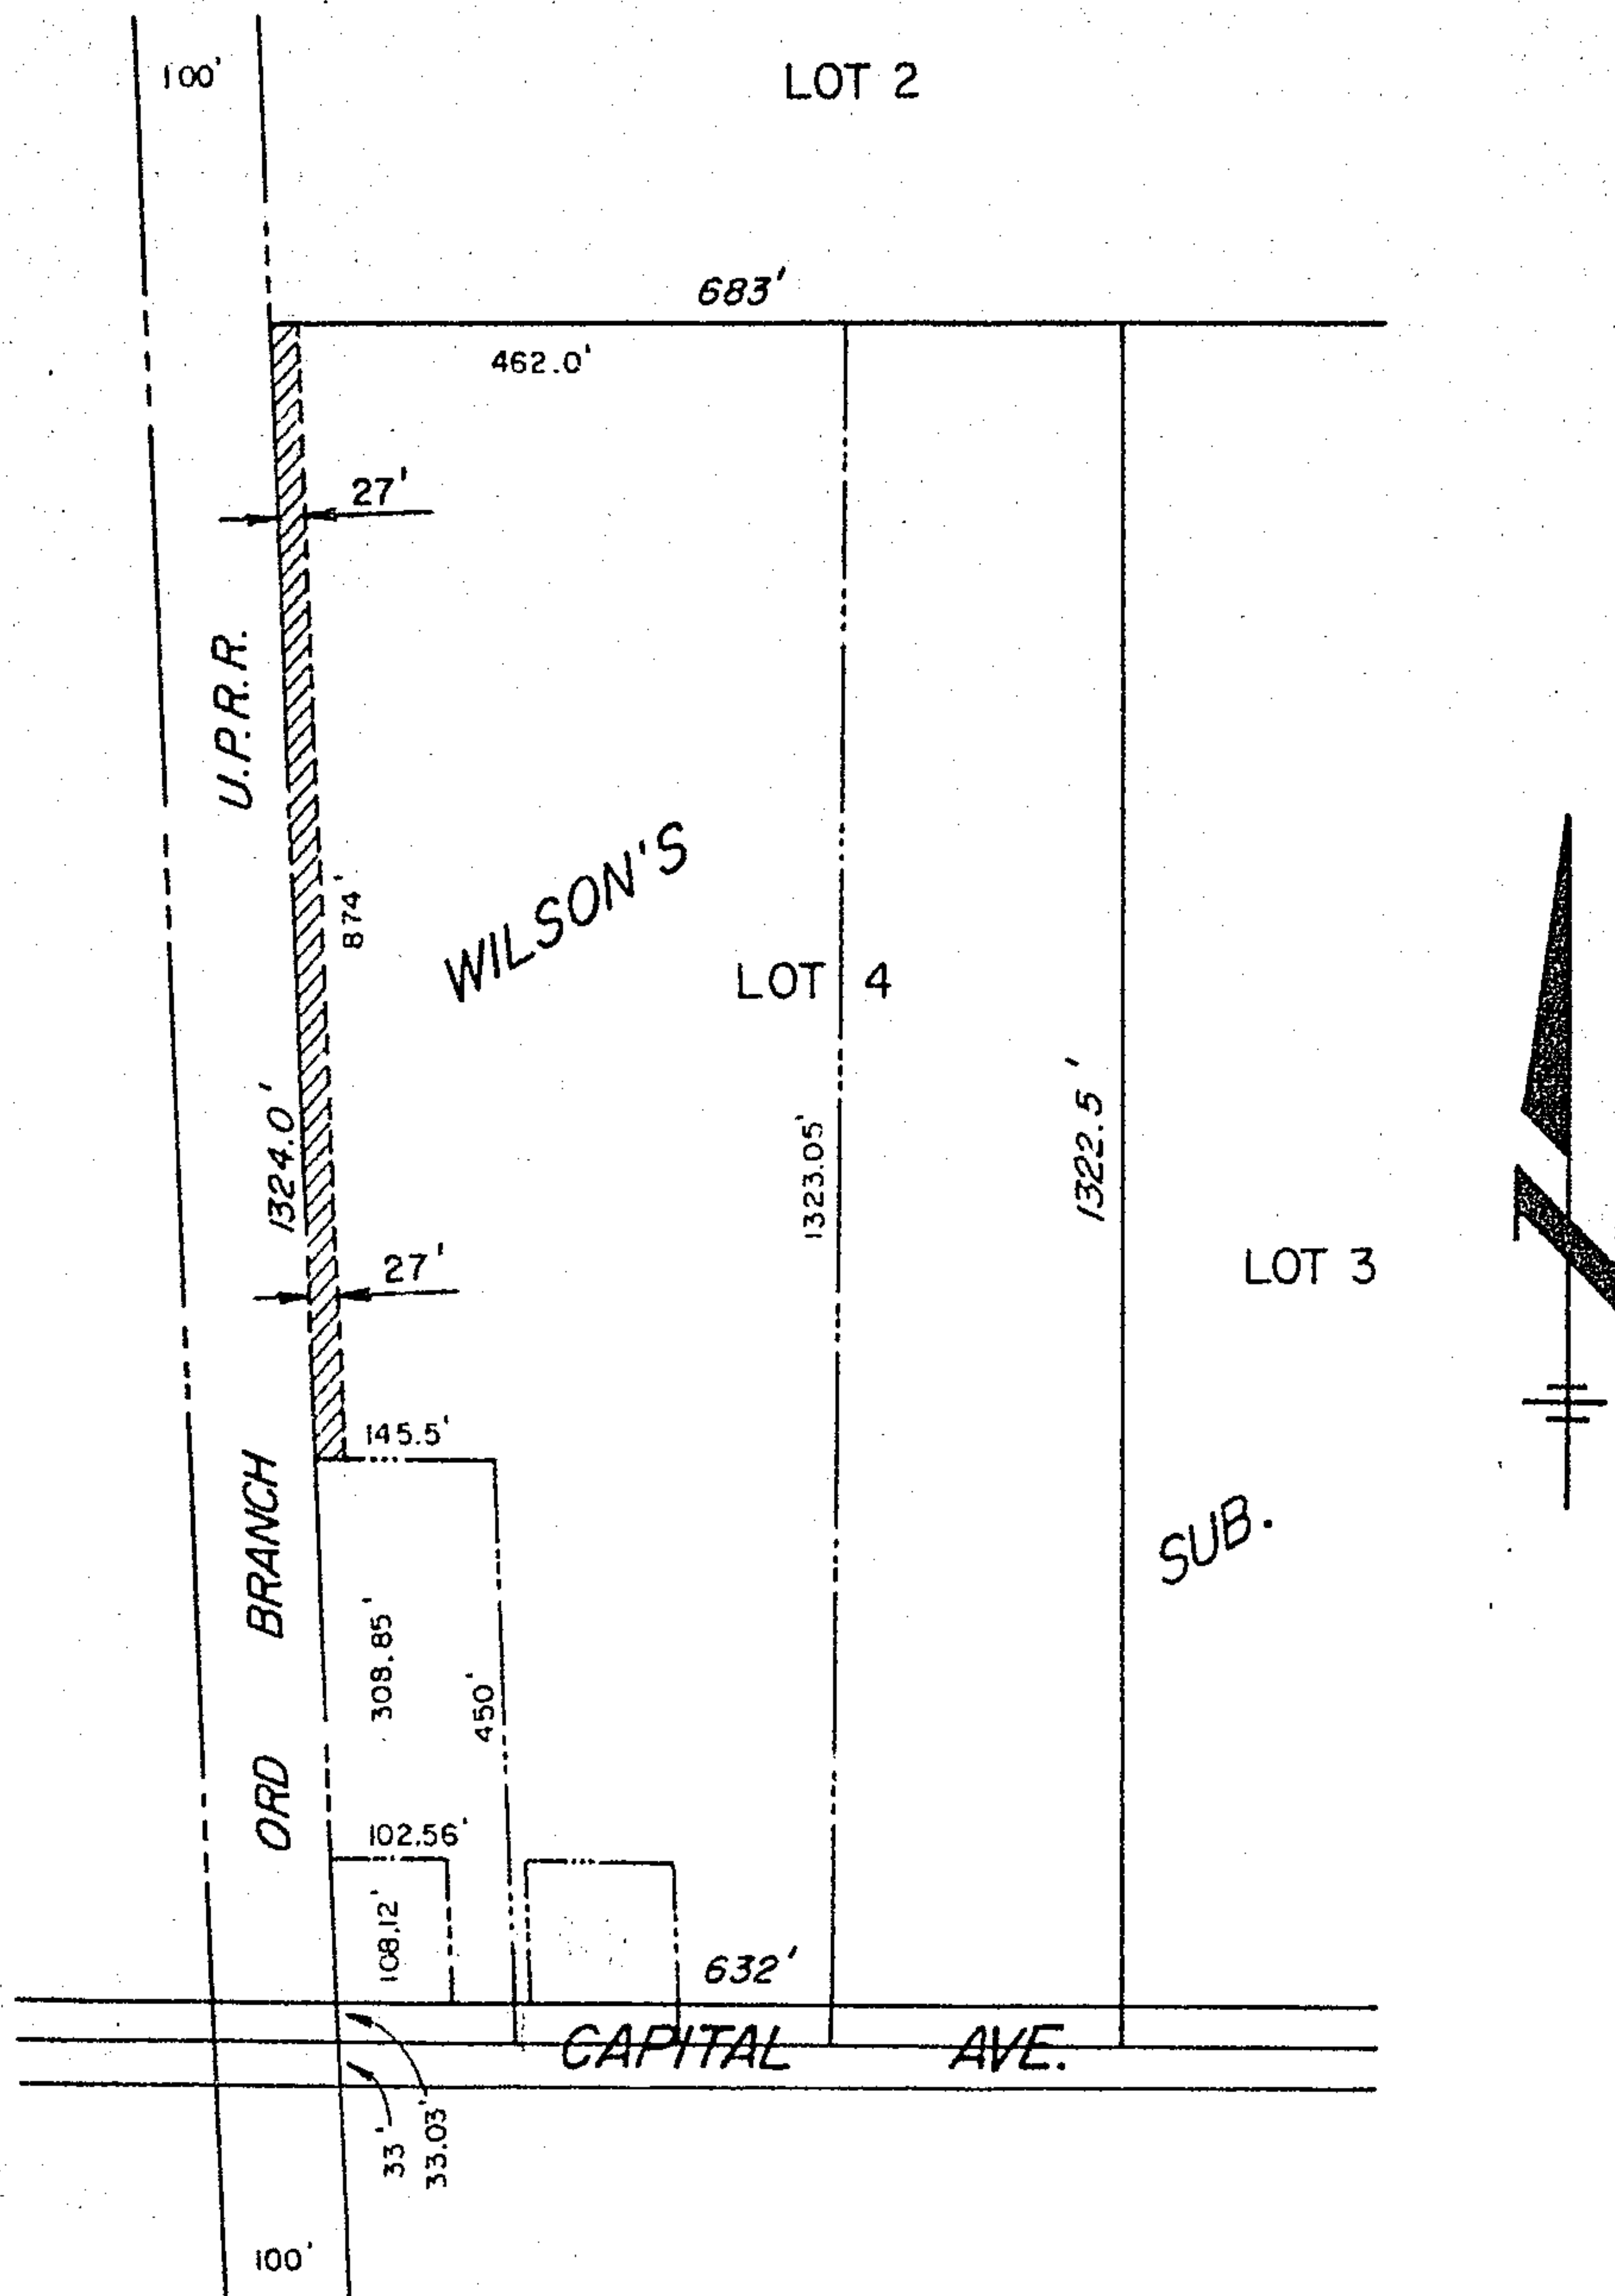 100'
LOT 2
683'
462.0'
27'
U.P.R.R.
WILSON'S
874'
LOT 4
1324.0'
1323.05'
1322.5'
27'
LOT 3
N
145.5'
ORD BRANCH
SUB.
308.85'
450'
102.56'
108.12'
632'
CAPITAL AVE.
33'
33.03'
100'